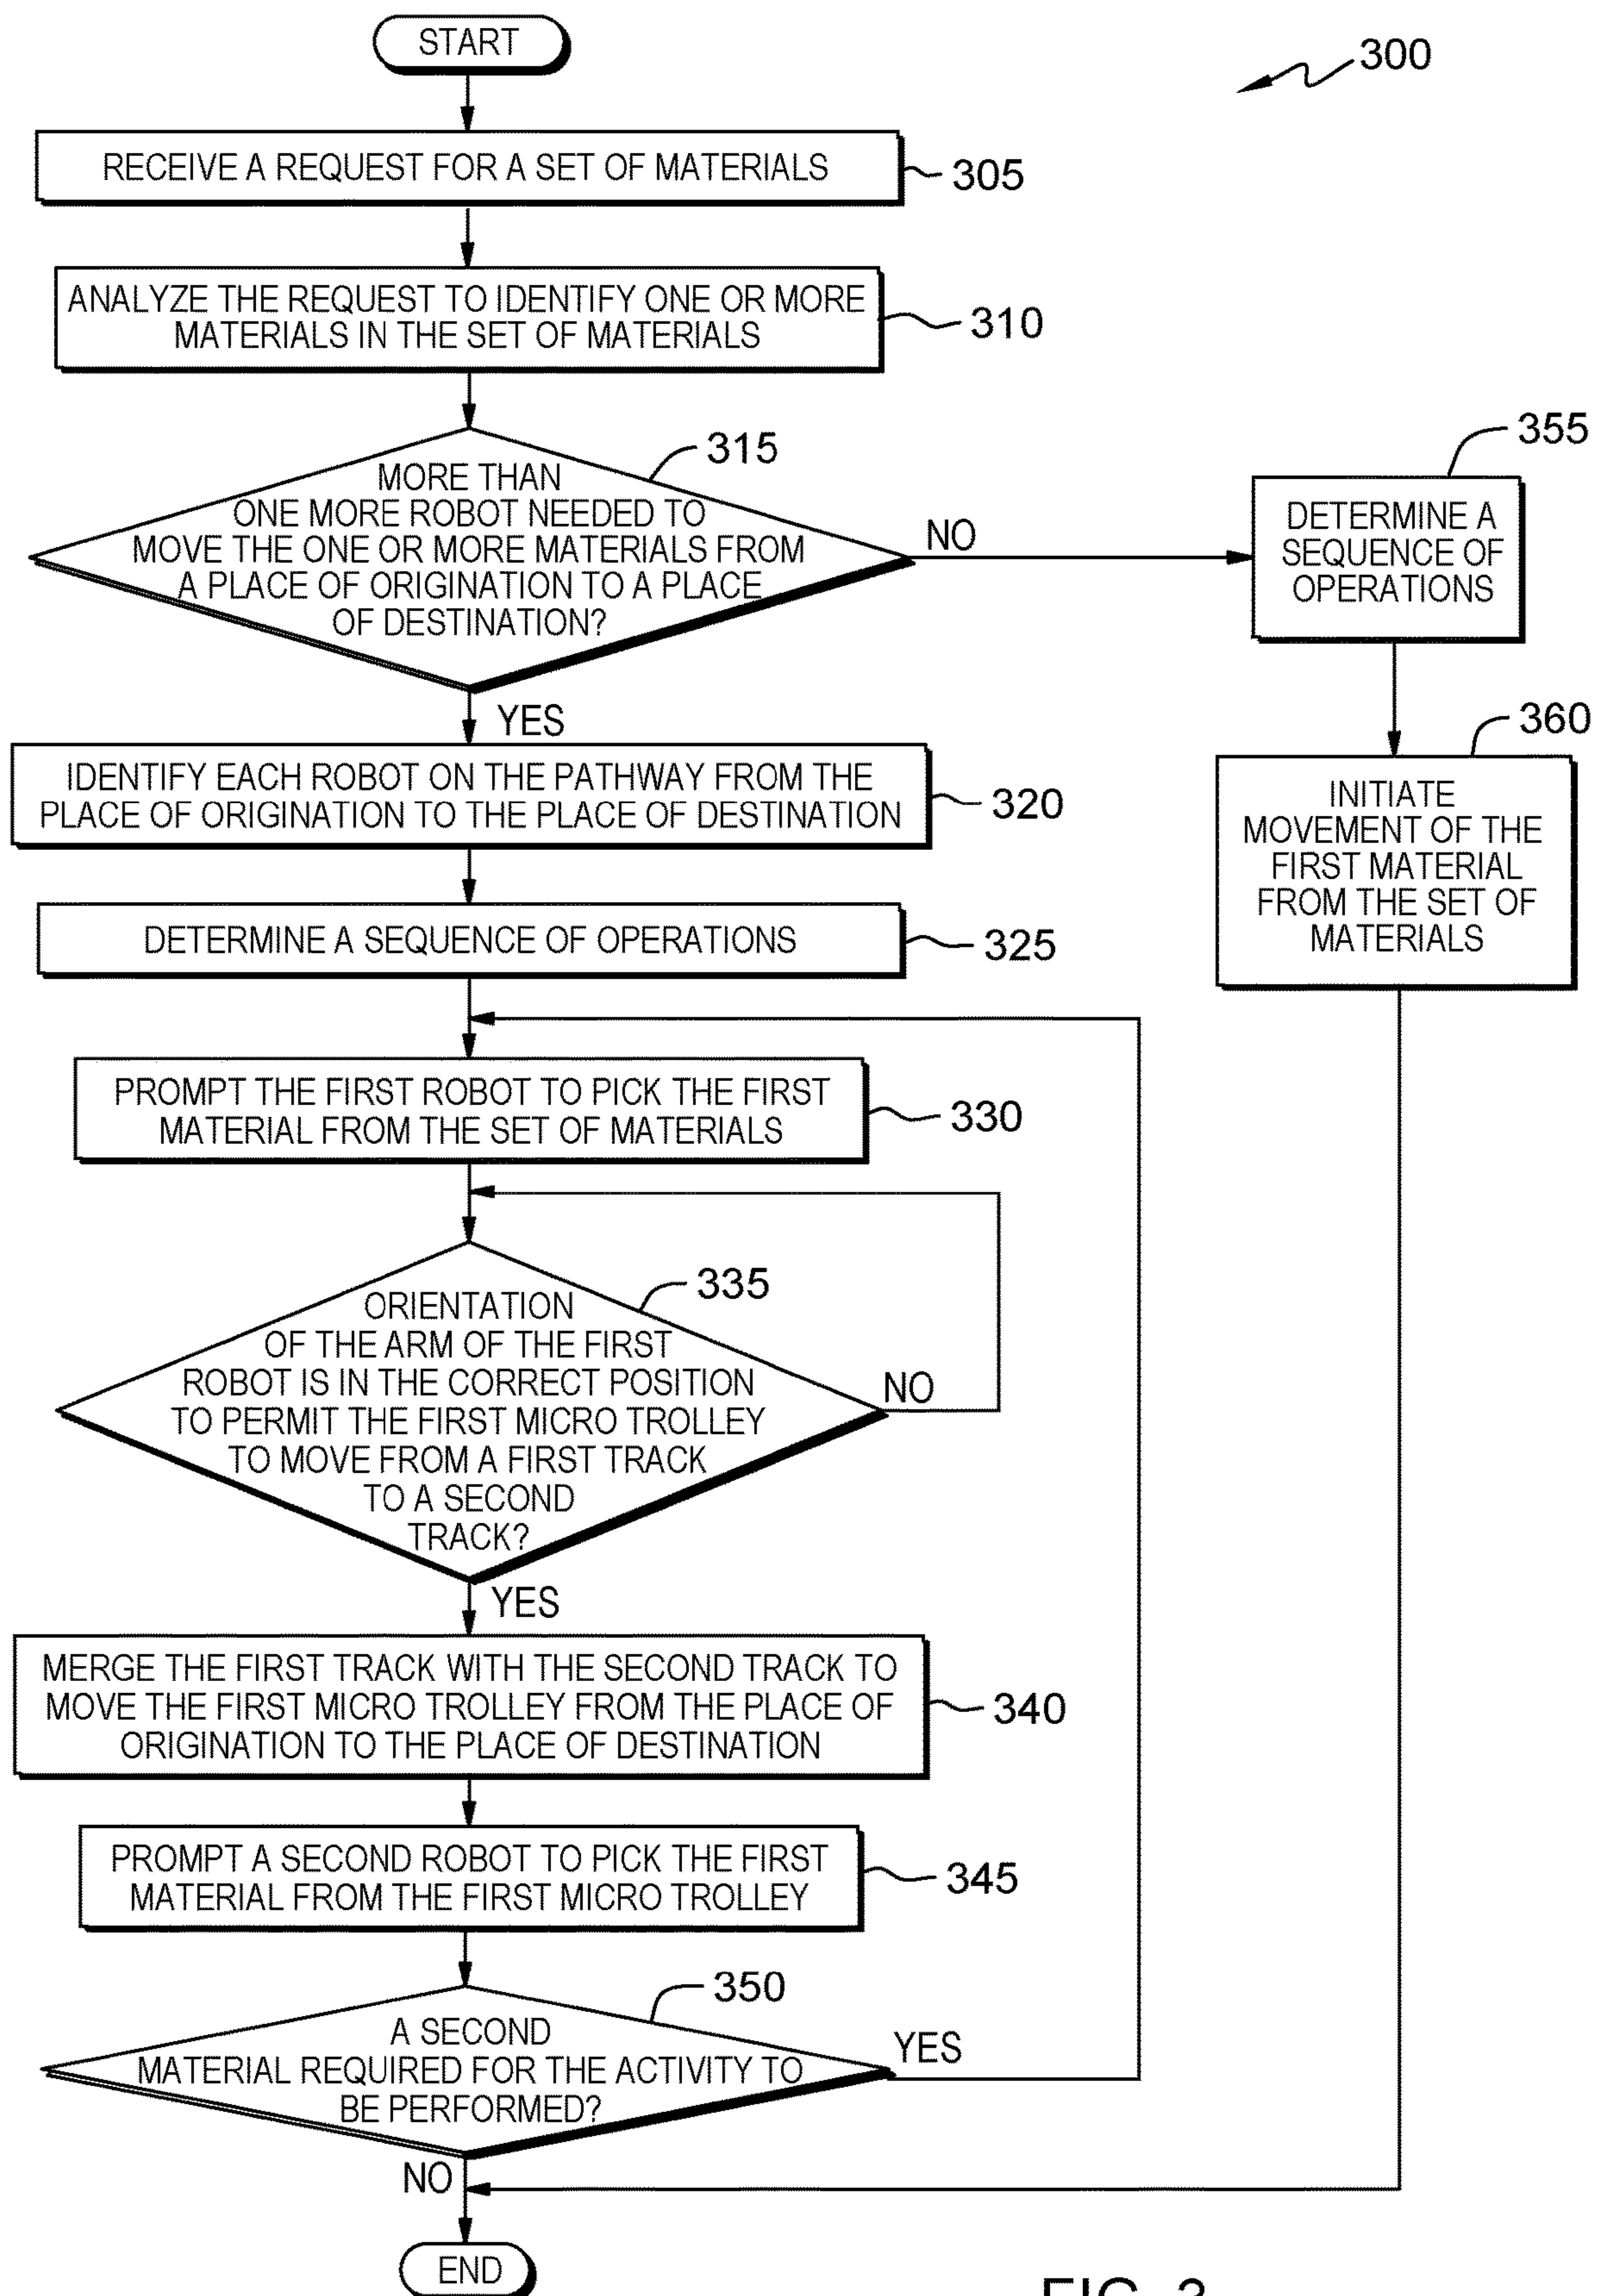 START
300
RECEIVE A REQUEST FOR A SET OF MATERIALS
305
ANALYZE THE REQUEST TO IDENTIFY ONE OR MORE
MATERIALS IN THE SET OF MATERIALS
310
315
MORE THAN
ONE MORE ROBOT NEEDED TO
MOVE THE ONE OR MORE MATERIALS FROM
A PLACE OF ORIGINATION TO A PLACE
OF DESTINATION?
NO
355
DETERMINE A
SEQUENCE OF
OPERATIONS
YES
360
INITIATE
MOVEMENT OF THE
FIRST MATERIAL
FROM THE SET OF
MATERIALS
IDENTIFY EACH ROBOT ON THE PATHWAY FROM THE
PLACE OF ORIGINATION TO THE PLACE OF DESTINATION
320
DETERMINE A SEQUENCE OF OPERATIONS
325
PROMPT THE FIRST ROBOT TO PICK THE FIRST
MATERIAL FROM THE SET OF MATERIALS
330
335
ORIENTATION
OF THE ARM OF THE FIRST
ROBOT IS IN THE CORRECT POSITION
TO PERMIT THE FIRST MICRO TROLLEY
TO MOVE FROM A FIRST TRACK
TO A SECOND
TRACK?
NO
YES
MERGE THE FIRST TRACK WITH THE SECOND TRACK TO
MOVE THE FIRST MICRO TROLLEY FROM THE PLACE OF
ORIGINATION TO THE PLACE OF DESTINATION
340
PROMPT A SECOND ROBOT TO PICK THE FIRST
MATERIAL FROM THE FIRST MICRO TROLLEY
345
350
A SECOND
MATERIAL REQUIRED FOR THE ACTIVITY TO
BE PERFORMED?
YES
NO
END
FIG. 3